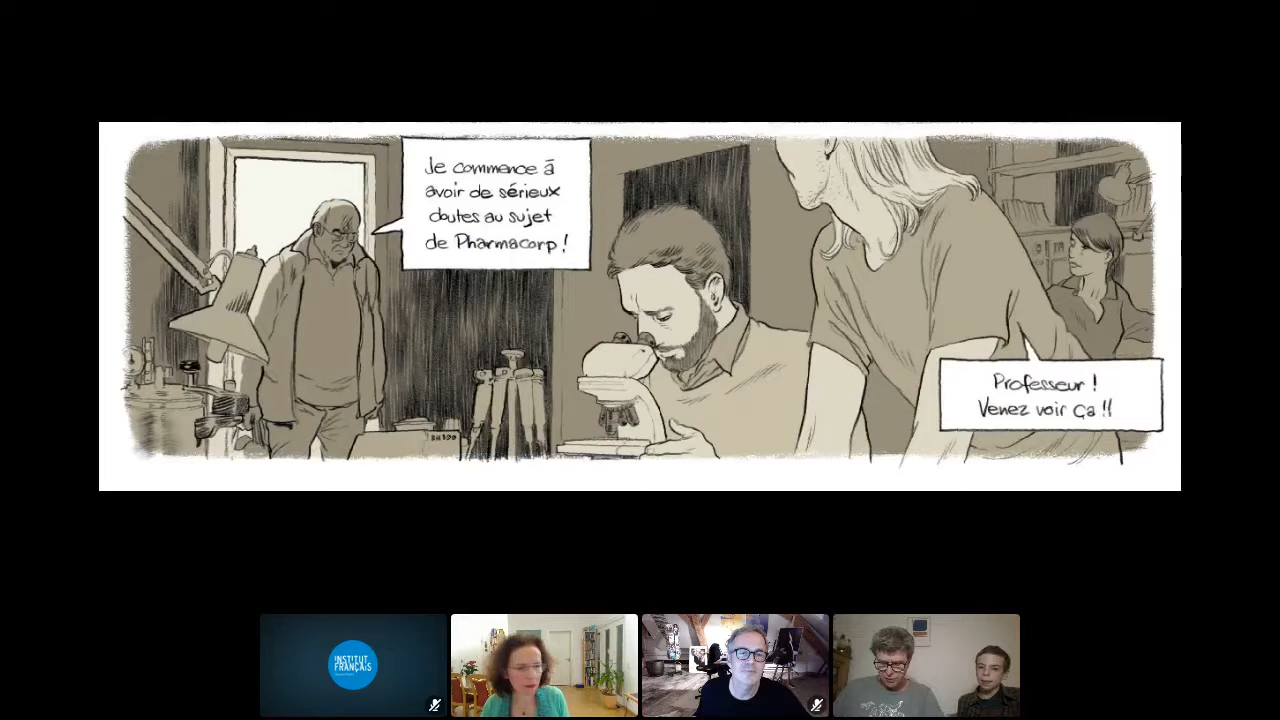 Je commence à
avoir de sérieux
doutes au sujet
de Pharmacorp !
Professeur !
Venez voir ça !!
INSTITUT
FRANÇAIS